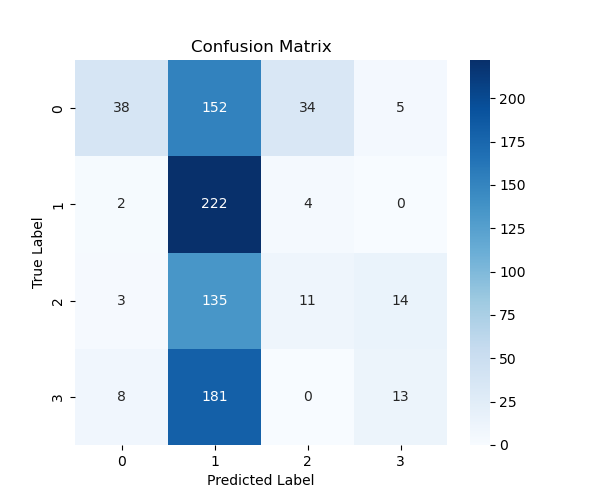 Confusion Matrix
0 38 152 34 5
1 2 222 4 0
2 3 135 11 14
3 8 181 0 13
0 1 2 3
True Label
Predicted Label
200
175
150
125
100
75
50
25
0